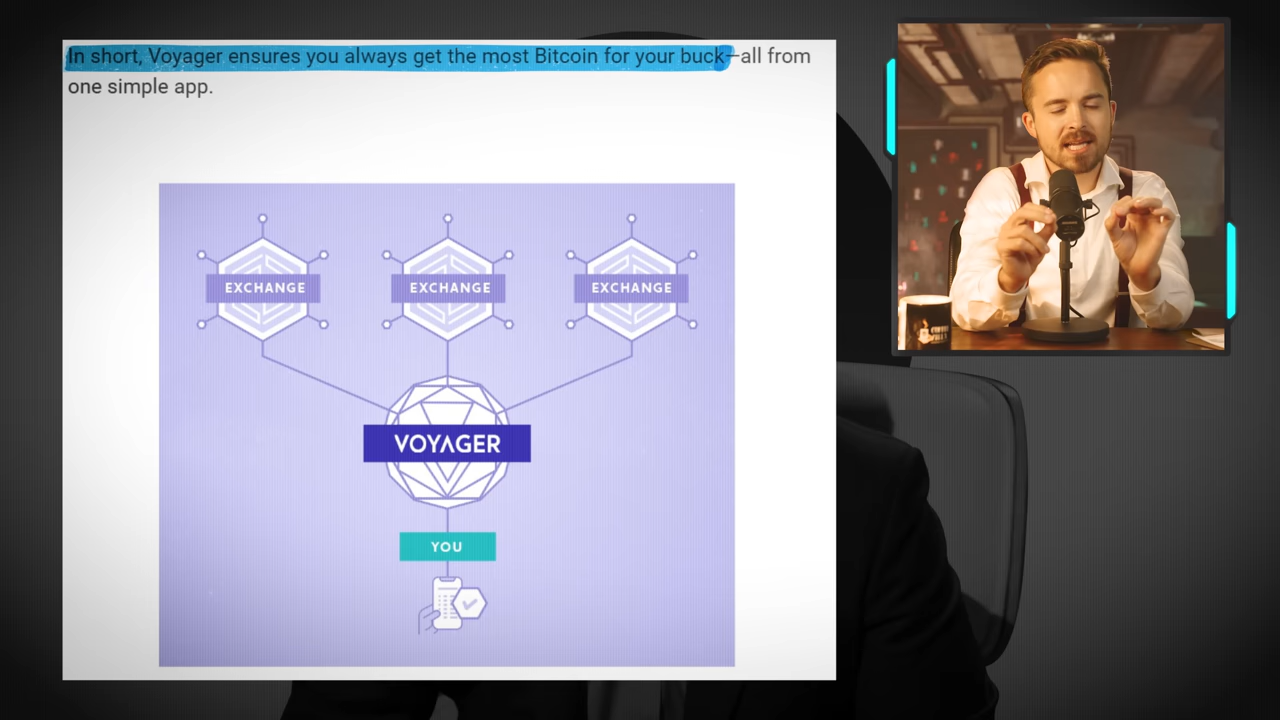 In short, Voyager ensures you always get the most Bitcoin for your buck—all from
one simple app.
EXCHANGE
EXCHANGE
EXCHANGE
VOYAGER
YOU